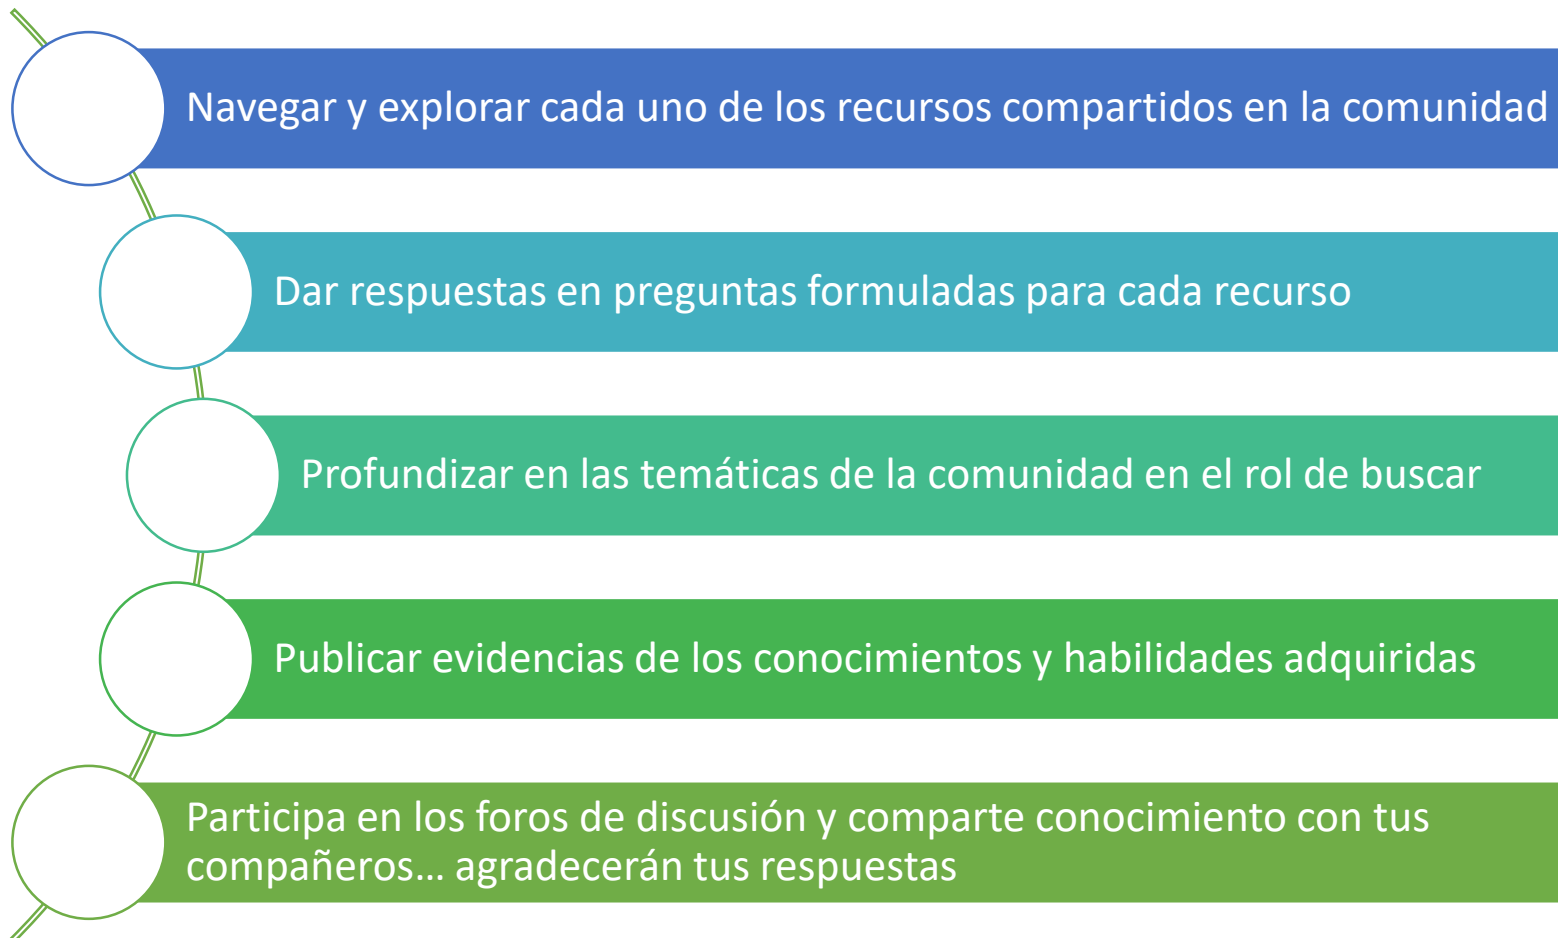 Navegar y explorar cada uno de los recursos compartidos en la comunidad
Dar respuestas en preguntas formuladas para cada recurso
Profundizar en las temáticas de la comunidad en el rol de buscar
Publicar evidencias de los conocimientos y habilidades adquiridas
Participa en los foros de discusión y comparte conocimiento con tus
compañeros… agradecerán tus respuestas